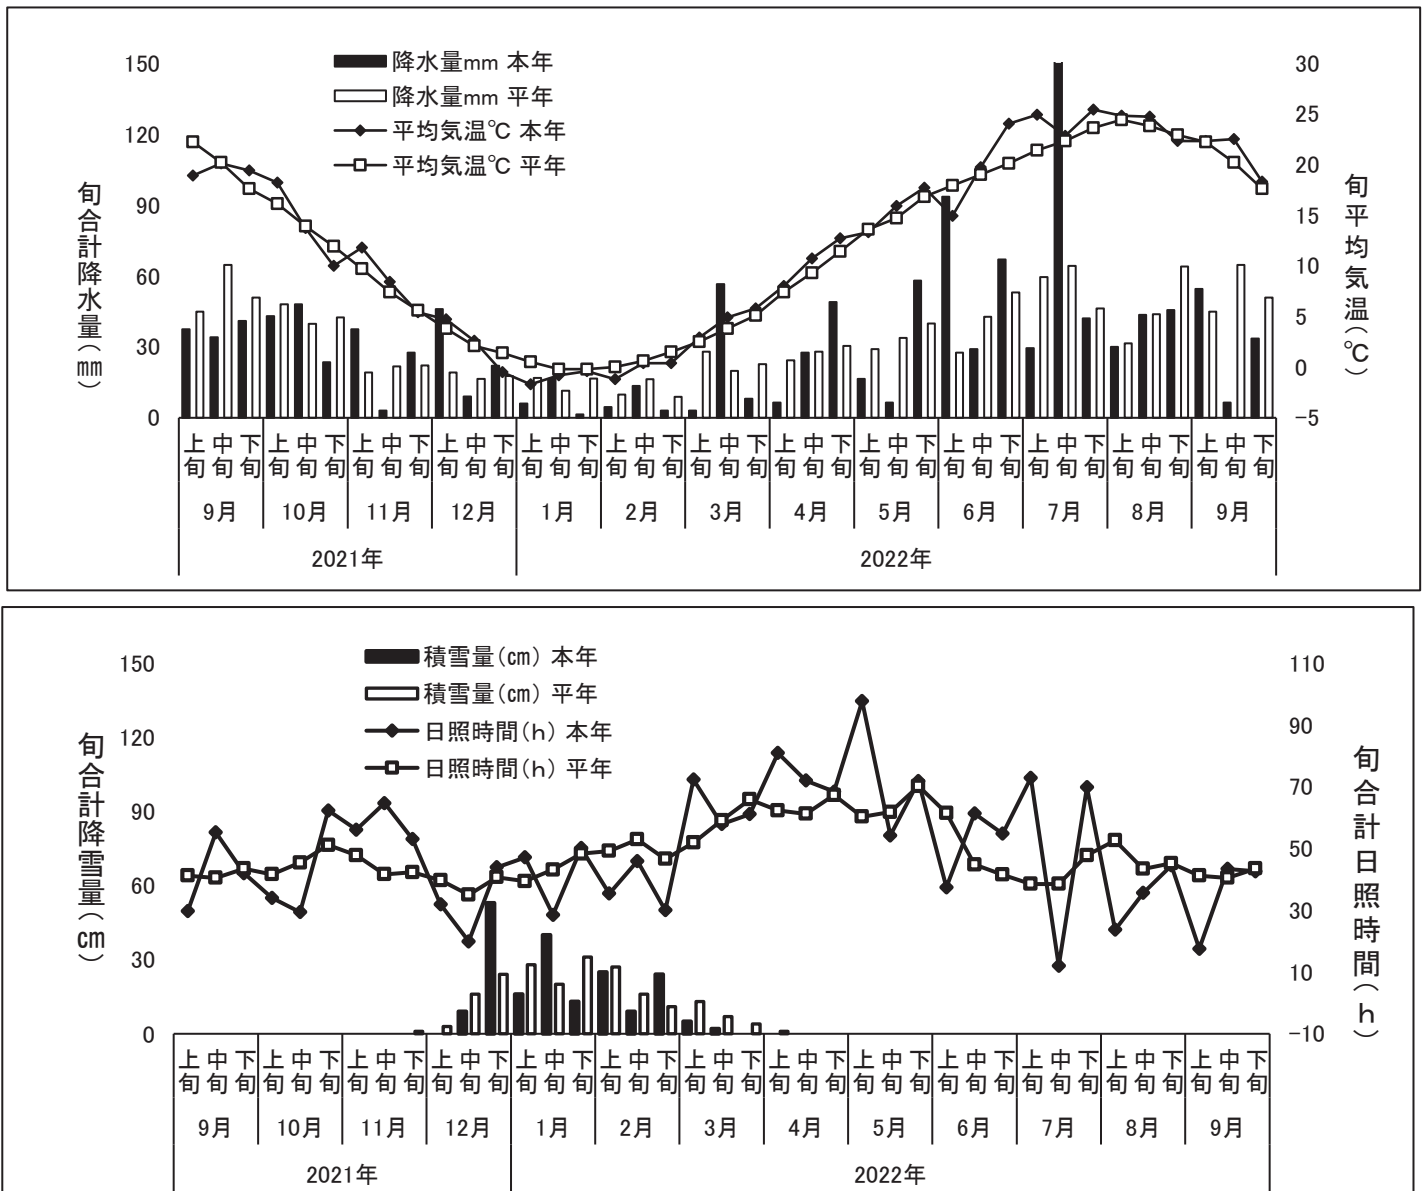 降水量mm 本年
降水量mm 平年
平均気温℃ 本年
平均気温℃ 平年
旬合計降水量(㎜)
150
120
90
60
30
0
旬平均気温(℃)
30
25
20
15
10
5
0
-5
上旬 中旬 下旬 上旬 中旬 下旬 上旬 中旬 下旬 上旬 中旬 下旬 上旬 中旬 下旬 上旬 中旬 下旬 上旬 中旬 下旬 上旬 中旬 下旬 上旬 中旬 下旬 上旬 中旬 下旬 上旬 中旬 下旬 上旬 中旬 下旬 上旬 中旬 下旬
9月 10月 11月 12月 1月 2月 3月 4月 5月 6月 7月 8月 9月
2021年 2022年
積雪量(㎝) 本年
積雪量(㎝) 平年
日照時間(h) 本年
日照時間(h) 平年
旬合計降雪量(㎝)
150
120
90
60
30
0
旬合計日照時間(h)
110
90
70
50
30
10
-10
上旬 中旬 下旬 上旬 中旬 下旬 上旬 中旬 下旬 上旬 中旬 下旬 上旬 中旬 下旬 上旬 中旬 下旬 上旬 中旬 下旬 上旬 中旬 下旬 上旬 中旬 下旬 上旬 中旬 下旬 上旬 中旬 下旬 上旬 中旬 下旬 上旬 中旬 下旬
9月 10月 11月 12月 1月 2月 3月 4月 5月 6月 7月 8月 9月
2021年 2022年